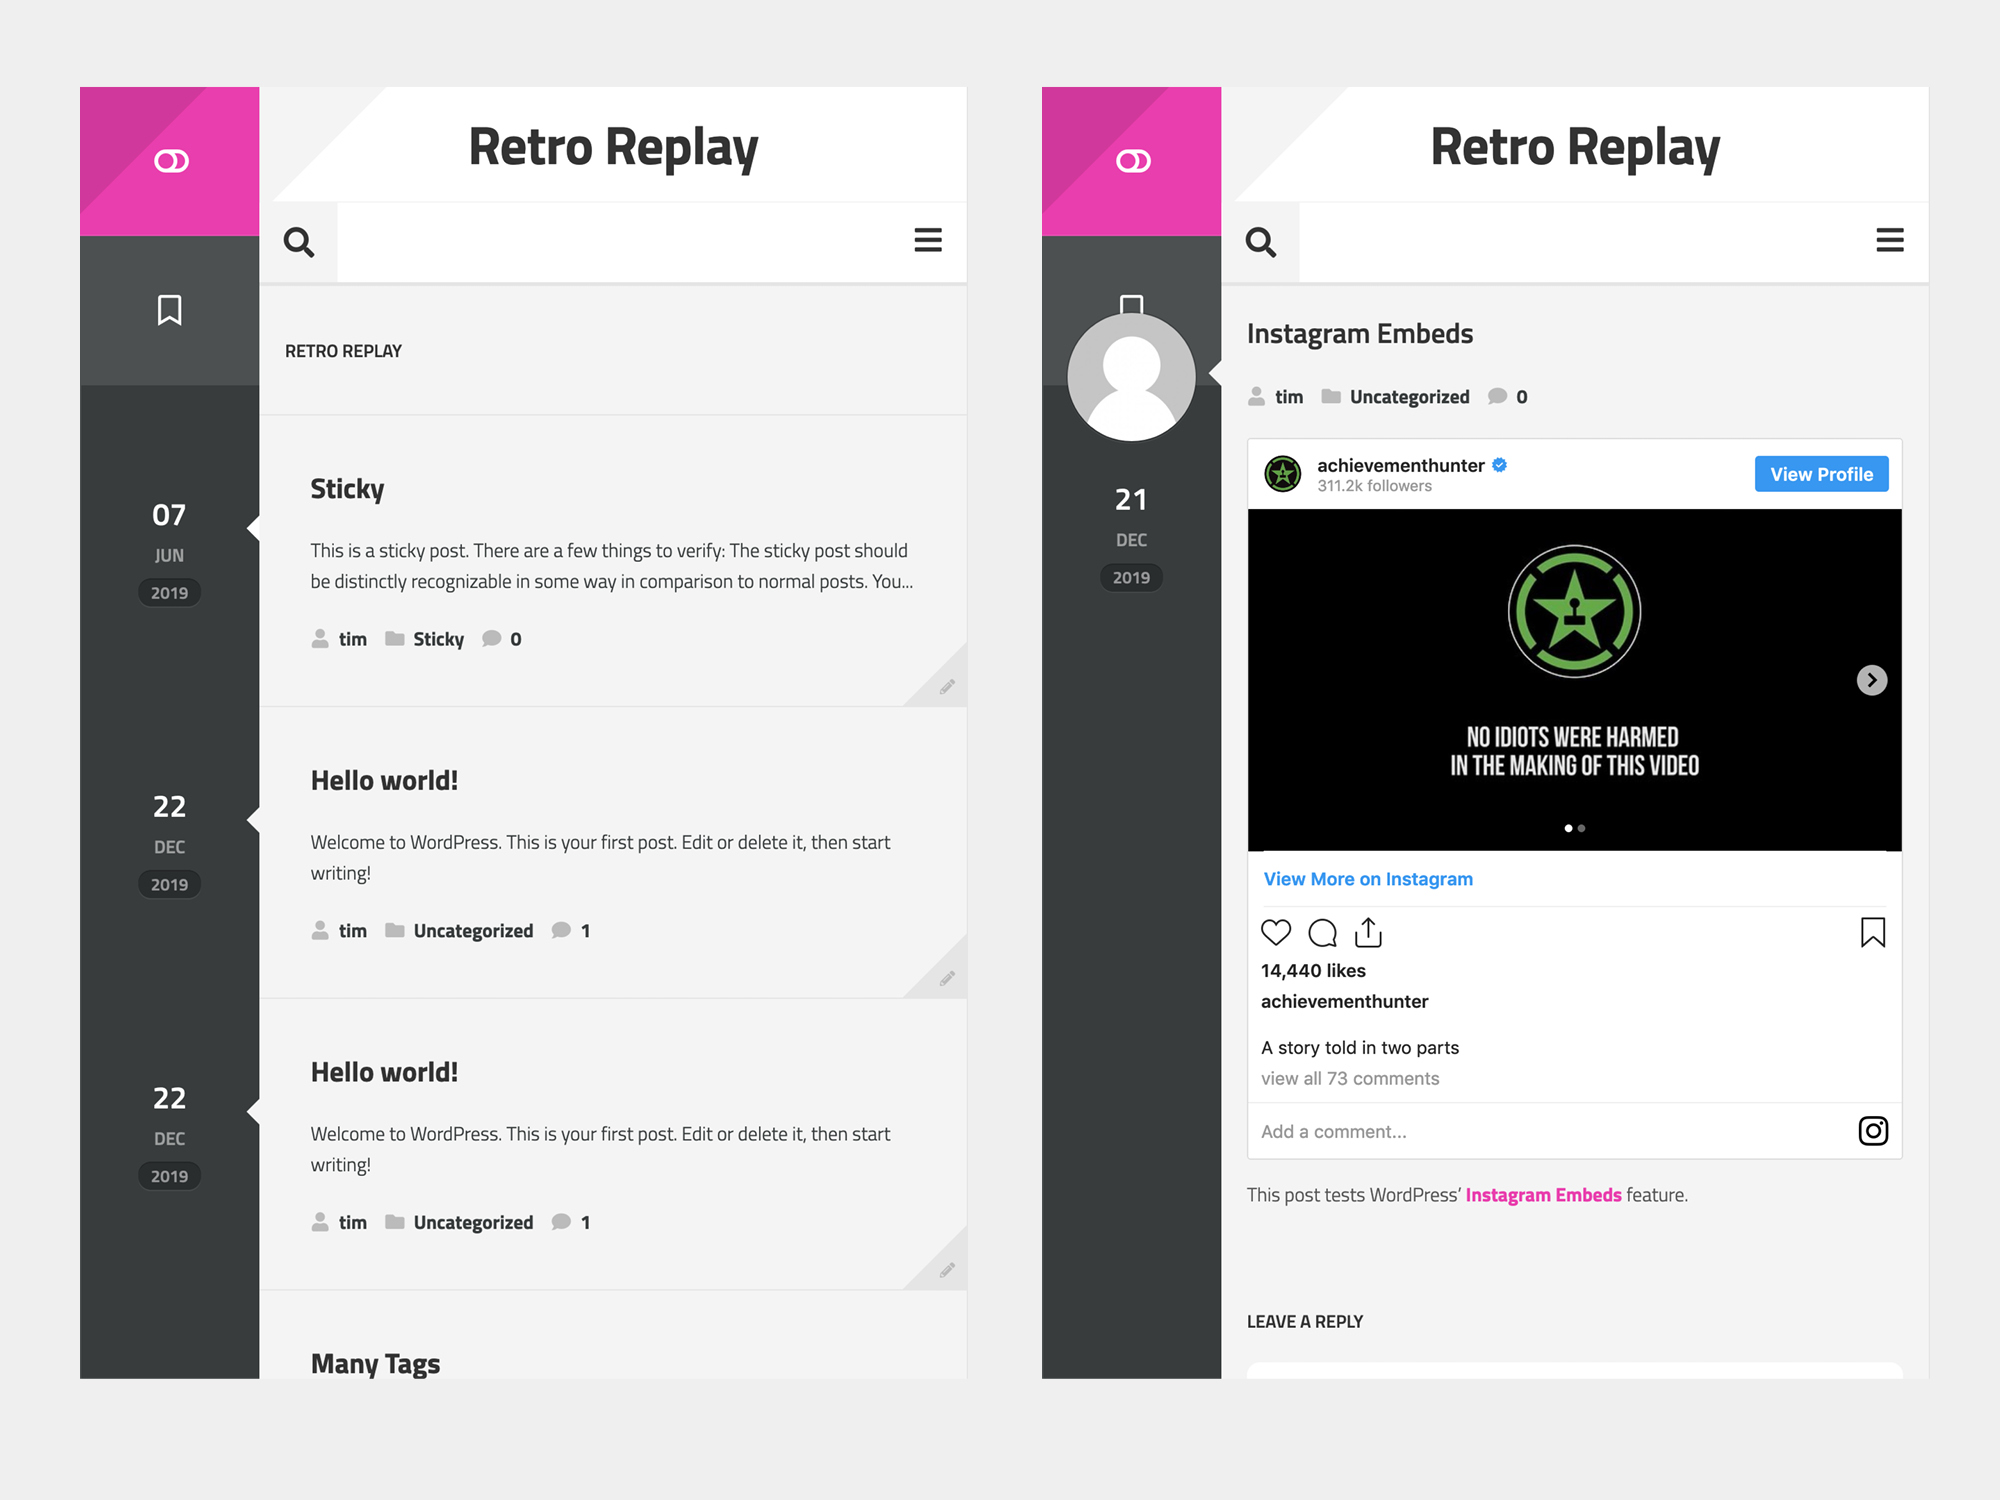 Retro Replay
RETRO REPLAY
07
JUN
2019
Sticky
This is a sticky post. There are a few things to verify: The sticky post should
be distinctly recognizable in some way in comparison to normal posts. You...
tim Sticky 0
22
DEC
2019
Hello world!
Welcome to WordPress. This is your first post. Edit or delete it, then start
writing!
tim Uncategorized 1
22
DEC
2019
Hello world!
Welcome to WordPress. This is your first post. Edit or delete it, then start
writing!
tim Uncategorized 1
Many Tags
Retro Replay
21
DEC
2019
Instagram Embeds
tim Uncategorized 0
achievementhunter
311.2k followers
View Profile
NO IDIOTS WERE HARMED
IN THE MAKING OF THIS VIDEO
View More on Instagram
14,440 likes
achievementhunter
A story told in two parts
view all 73 comments
Add a comment...
This post tests WordPress’ Instagram Embeds feature.
LEAVE A REPLY